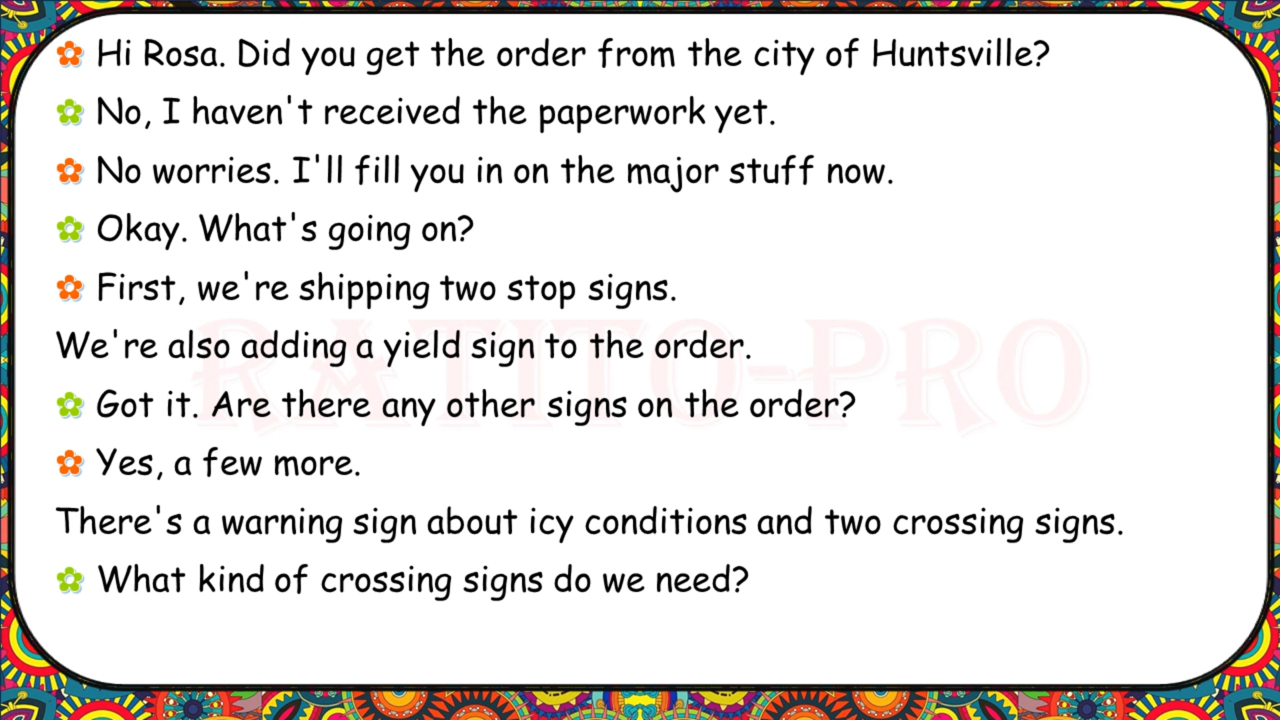 Hi Rosa. Did you get the order from the city of Huntsville?
No, I haven't received the paperwork yet.
No worries. I'll fill you in on the major stuff now.
Okay. What's going on?
First, we're shipping two stop signs.
We're also adding a yield sign to the order.
Got it. Are there any other signs on the order?
Yes, a few more.
There's a warning sign about icy conditions and two crossing signs.
What kind of crossing signs do we need?
RATITO-PRO